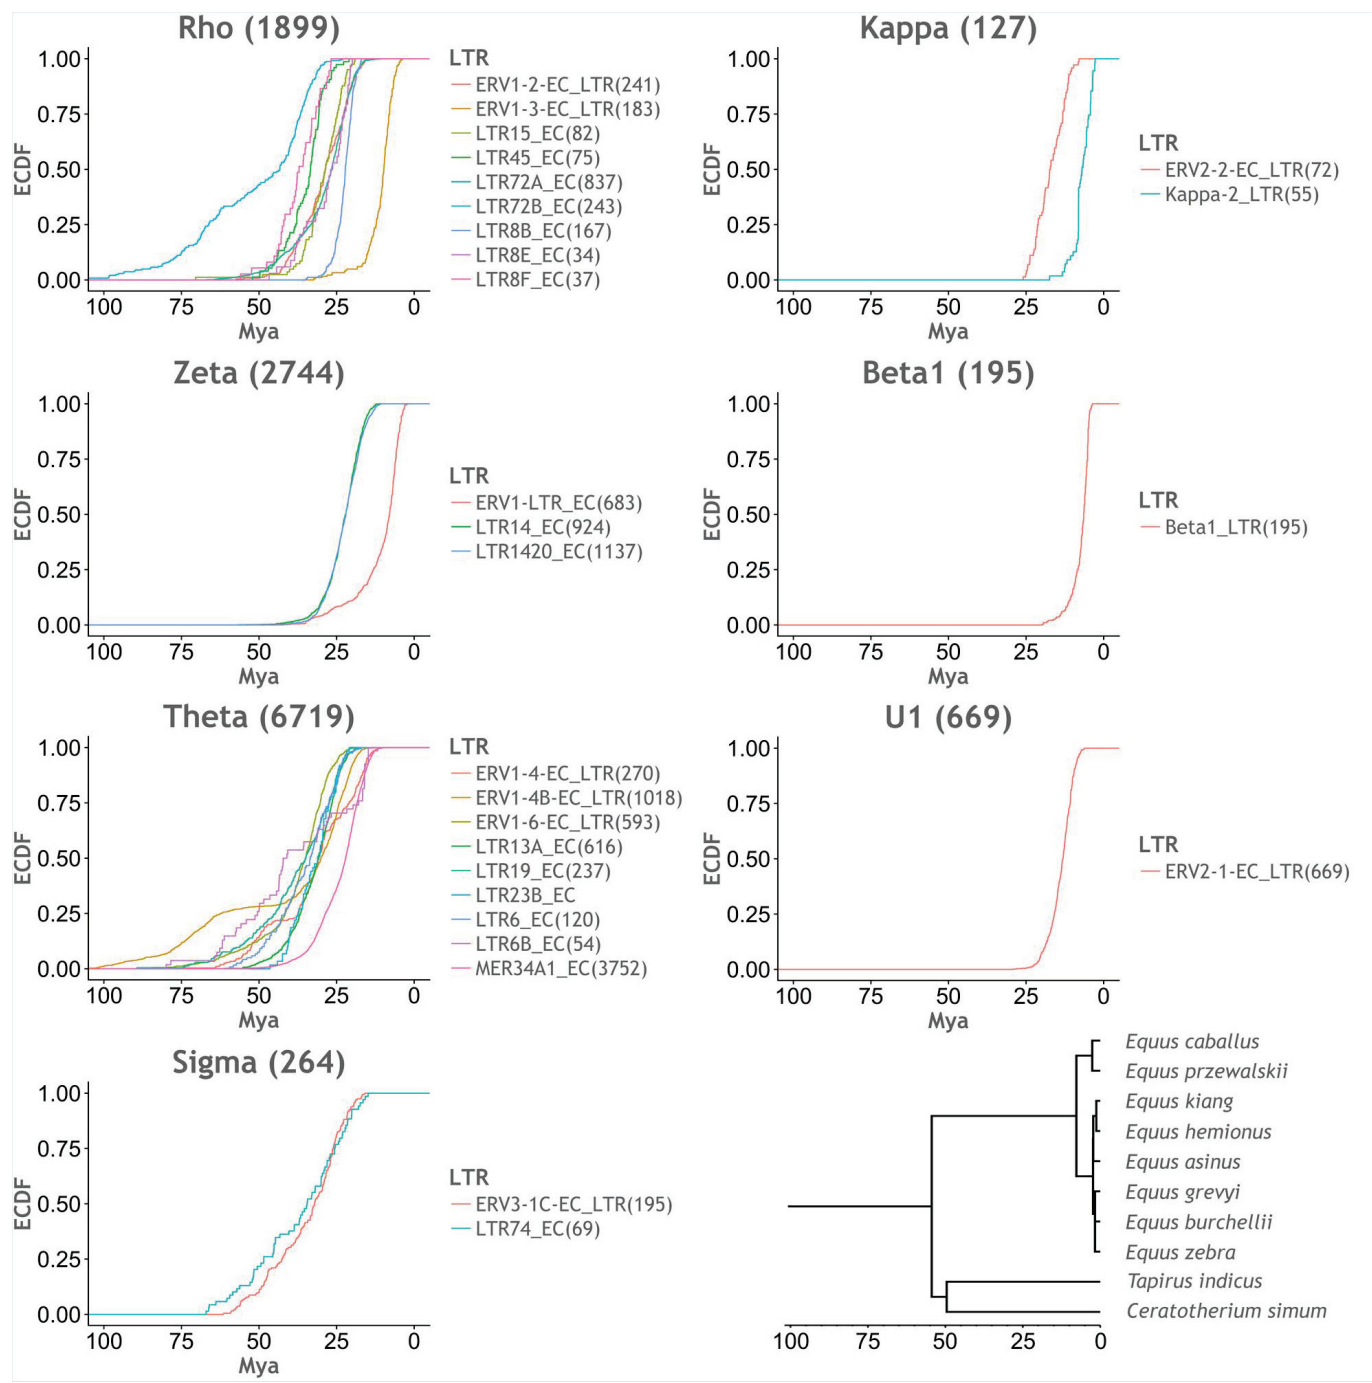 Rho (1899)
1.00
0.75
0.50
0.25
0.00
ECDF
100 75 50 25 0
Mya
LTR
ERV1-2-EC_LTR(241)
ERV1-3-EC_LTR(183)
LTR15_EC(82)
LTR45_EC(75)
LTR72A_EC(837)
LTR72B_EC(243)
LTR8B_EC(167)
LTR8E_EC(34)
LTR8F_EC(37)
Kappa (127)
1.00
0.75
0.50
0.25
0.00
ECDF
100 75 50 25 0
Mya
LTR
ERV2-2-EC_LTR(72)
Kappa-2_LTR(55)
Zeta (2744)
1.00
0.75
0.50
0.25
0.00
ECDF
100 75 50 25 0
Mya
LTR
ERV1-LTR_EC(683)
LTR14_EC(924)
LTR1420_EC(1137)
Beta1 (195)
1.00
0.75
0.50
0.25
0.00
ECDF
100 75 50 25 0
Mya
LTR
Beta1_LTR(195)
Theta (6719)
1.00
0.75
0.50
0.25
0.00
ECDF
100 75 50 25 0
Mya
LTR
ERV1-4-EC_LTR(270)
ERV1-4B-EC_LTR(1018)
ERV1-6-EC_LTR(593)
LTR13A_EC(616)
LTR19_EC(237)
LTR23B_EC
LTR6_EC(120)
LTR6B_EC(54)
MER34A1_EC(3752)
U1 (669)
1.00
0.75
0.50
0.25
0.00
ECDF
100 75 50 25 0
Mya
LTR
ERV2-1-EC_LTR(669)
Sigma (264)
1.00
0.75
0.50
0.25
0.00
ECDF
100 75 50 25 0
Mya
LTR
ERV3-1C-EC_LTR(195)
LTR74_EC(69)
Equus caballus
Equus przewalskii
Equus kiang
Equus hemionus
Equus asinus
Equus grevyi
Equus burchellii
Equus zebra
Tapirus indicus
Ceratotherium simum
100 75 50 25 0